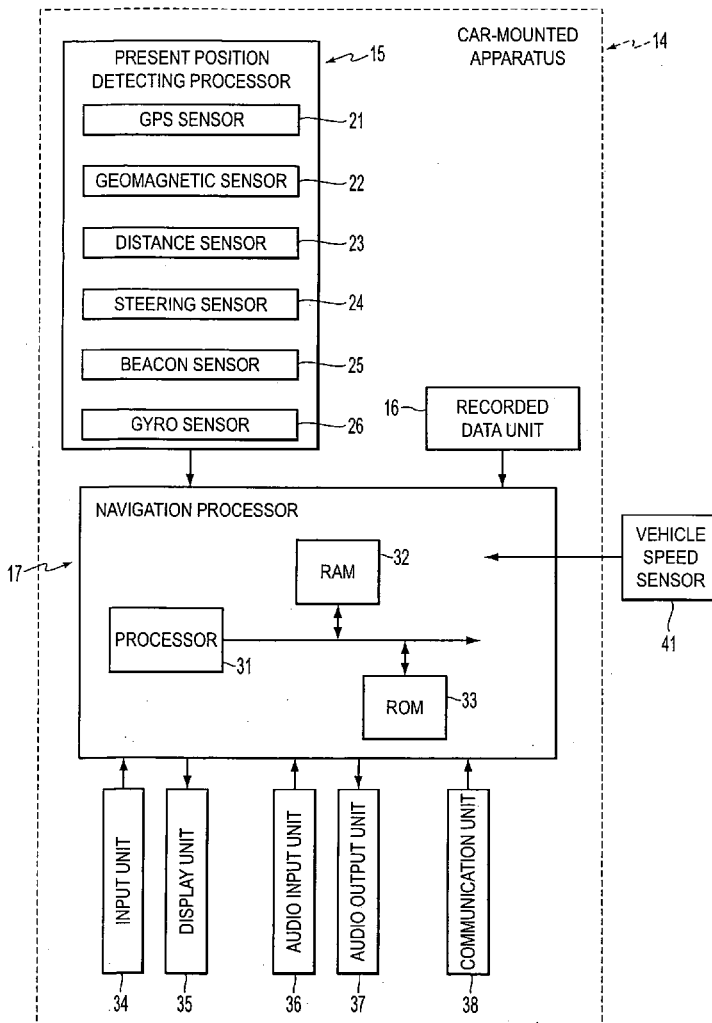 CAR-MOUNTED
APPARATUS
14
PRESENT POSITION
DETECTING PROCESSOR
15
GPS SENSOR
21
GEOMAGNETIC SENSOR
22
DISTANCE SENSOR
23
STEERING SENSOR
24
BEACON SENSOR
25
GYRO SENSOR
26
16
RECORDED
DATA UNIT
NAVIGATION PROCESSOR
17
RAM
32
PROCESSOR
31
ROM
33
VEHICLE
SPEED
SENSOR
41
INPUT UNIT
34
DISPLAY UNIT
35
AUDIO INPUT UNIT
36
AUDIO OUTPUT UNIT
37
COMMUNICATION UNIT
38